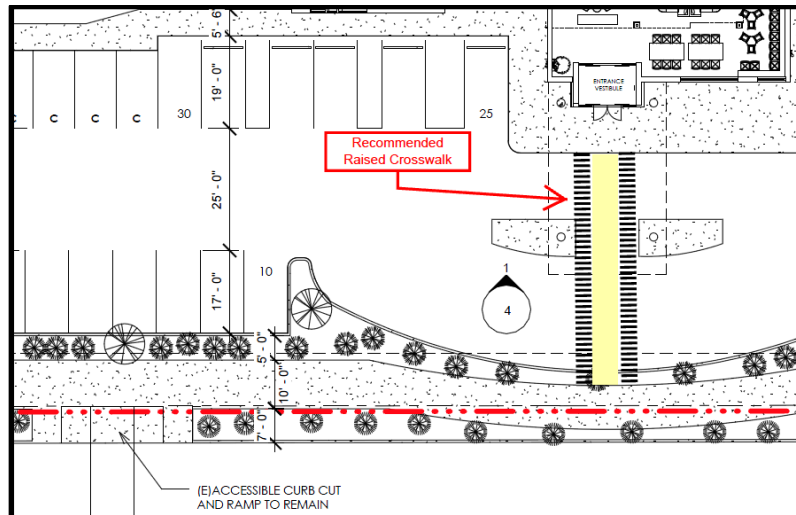 5'- 6"
19' - 0"
C
C
C
C
30
25
ENTRANCE
VESTIBULE
Recommended
Raised Crosswalk
25' - 0"
10
1
4
17' - 0"
5' - 0"
10' - 0"
7' - 0"
(E)ACCESSIBLE CURB CUT
AND RAMP TO REMAIN